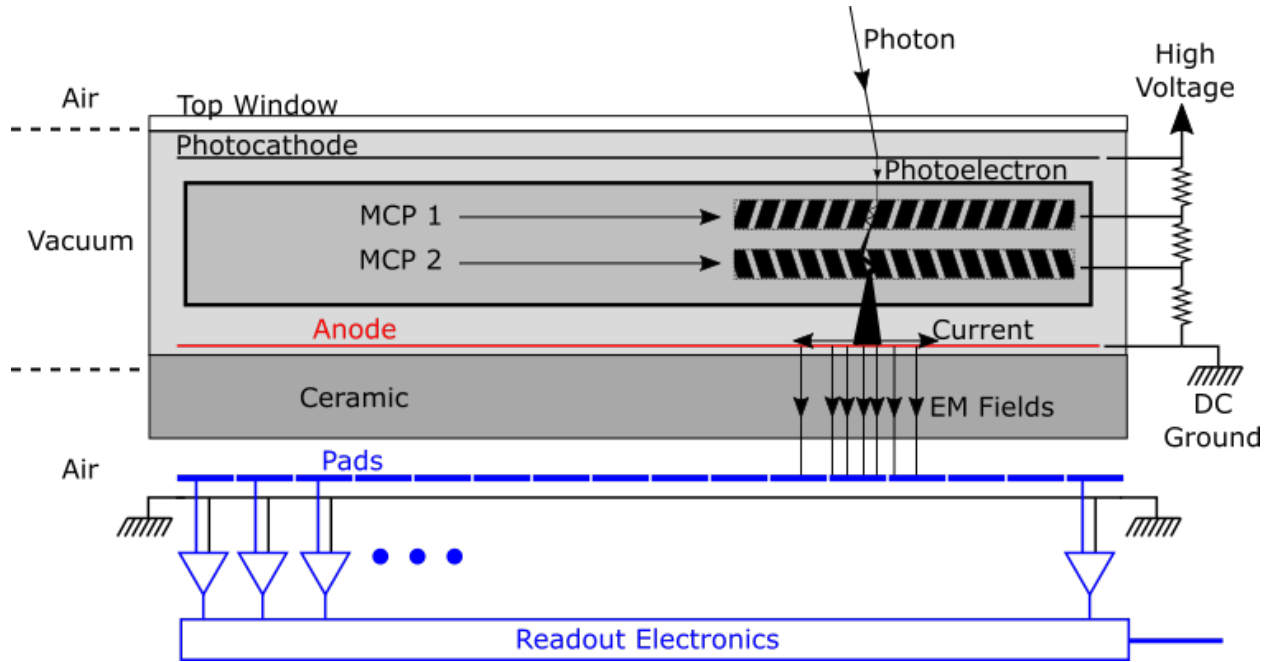 Photon
High
Voltage
Air
Top Window
Photocathode
Photoelectron
MCP 1
Vacuum
MCP 2
Anode
Current
Ceramic
EM Fields
DC
Ground
Air
Pads
Readout Electronics